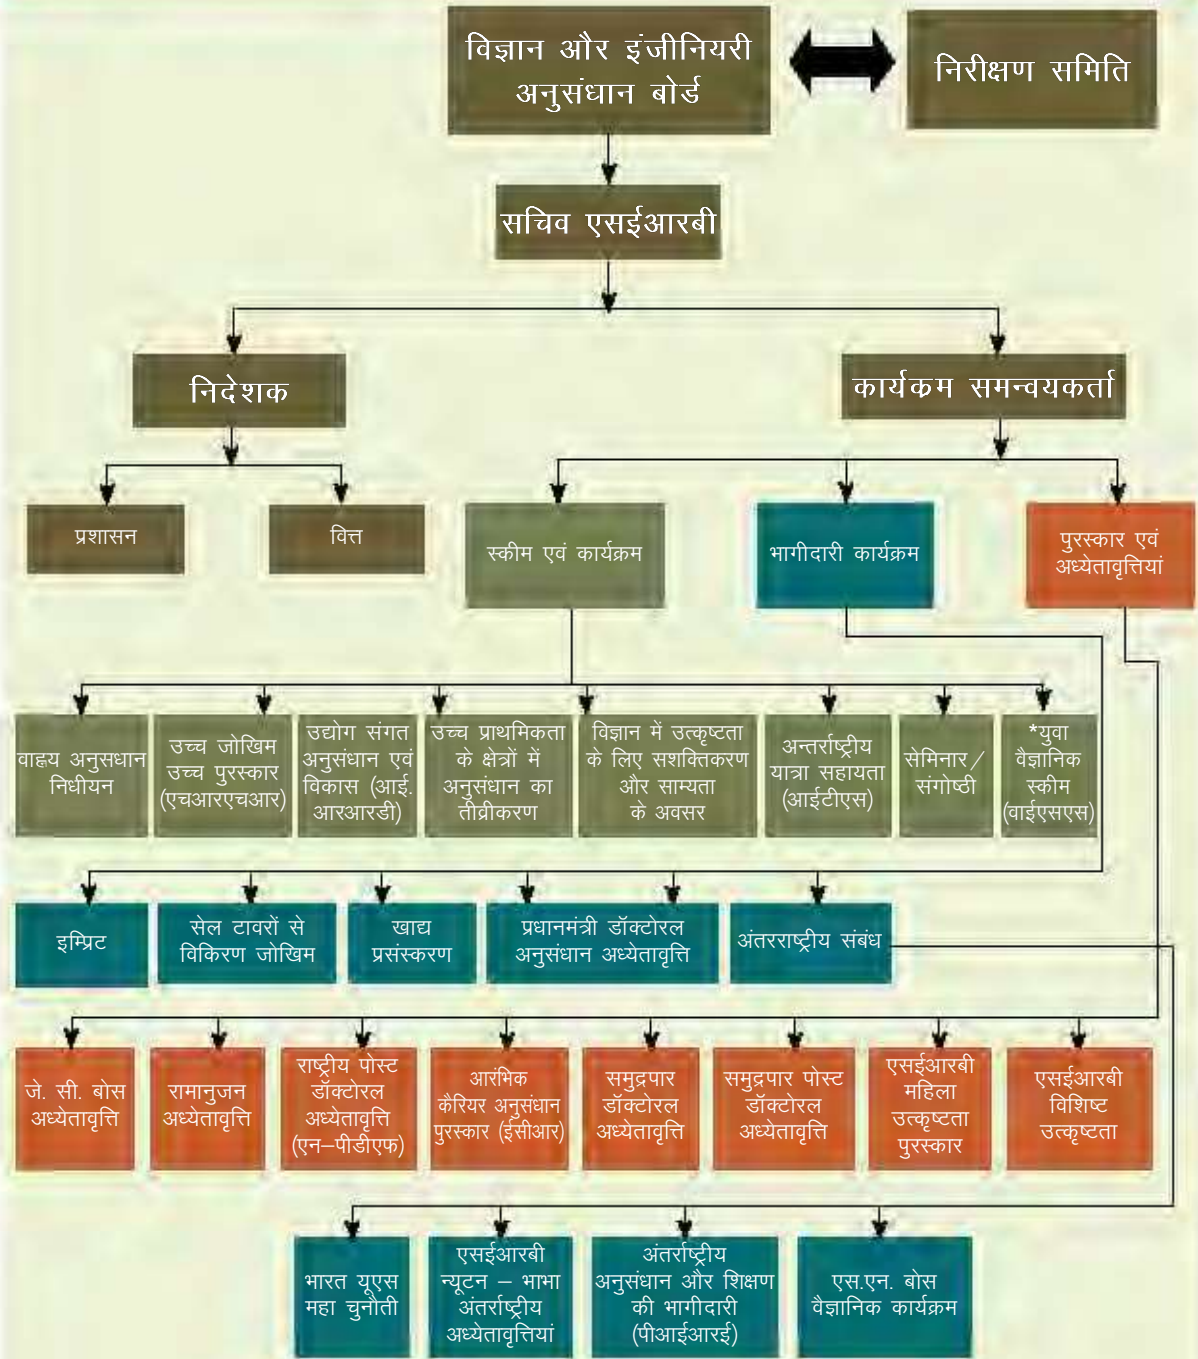 विज्ञान और इंजीनियरी
अनुसंधान बोर्ड
निरीक्षण समिति
सचिव एसईआरबी
निदेशक
कार्यक्रम समन्वयकर्ता
प्रशासन
वित्त
स्कीम एवं कार्यक्रम
भागीदारी कार्यक्रम
पुरस्कार एवं
अध्येतावृत्तियां
वाह्रय अनुसधान
निधीयन
उच्च जोखिम
उच्च पुरस्कार
(एचआरएचआर)
उद्योग संगत
अनुसंधान एवं
विकास (आई.
आरआरडी)
उच्च प्राथमिकता
के क्षेत्रों में
अनुसंधान का
तीव्रीकरण
विज्ञान में उत्कृष्टता
के लिए सशक्तिकरण
और साम्यता
के अवसर
अन्तर्राष्ट्रीय
यात्रा सहायता
(आईटीएस)
सेमिनार/
संगोष्ठी
*युवा
वैज्ञानिक
स्कीम
(वाईएसएस)
इम्प्रिट
सेल टावरों से
विकिरण जोखिम
खाद्य
प्रसंस्करण
प्रधानमंत्री डॉक्टोरल
अनुसंधान अध्येतावृत्ति
अंतरराष्ट्रीय संबंध
जे. सी. बोस
अध्येतावृत्ति
रामानुजन
अध्येतावृत्ति
राष्ट्रीय पोस्ट
डॉक्टोरल
अध्येतावृत्ति
(एन–पीडीएफ)
आरंभिक
कैरियर अनुसंधान
पुरस्कार (ईसीआर)
समुद्रपार
डॉक्टोरल
अध्येतावृत्ति
समुद्रपार पोस्ट
डॉक्टोरल
अध्येतावृत्ति
एसईआरबी
महिला
उत्कृष्टता
पुरस्कार
एसईआरबी
विशिष्ट
उत्कृष्टता
भारत यूएस
महा चुनौती
एसईआरबी
न्यूटन – भाभा
अंतर्राष्ट्रीय
अध्येतावृत्तियां
अंतर्राष्ट्रीय
अनुसंधान और शिक्षण
की भागीदारी
(पीआईआरई)
एस.एन. बोस
वैज्ञानिक कार्यक्रम